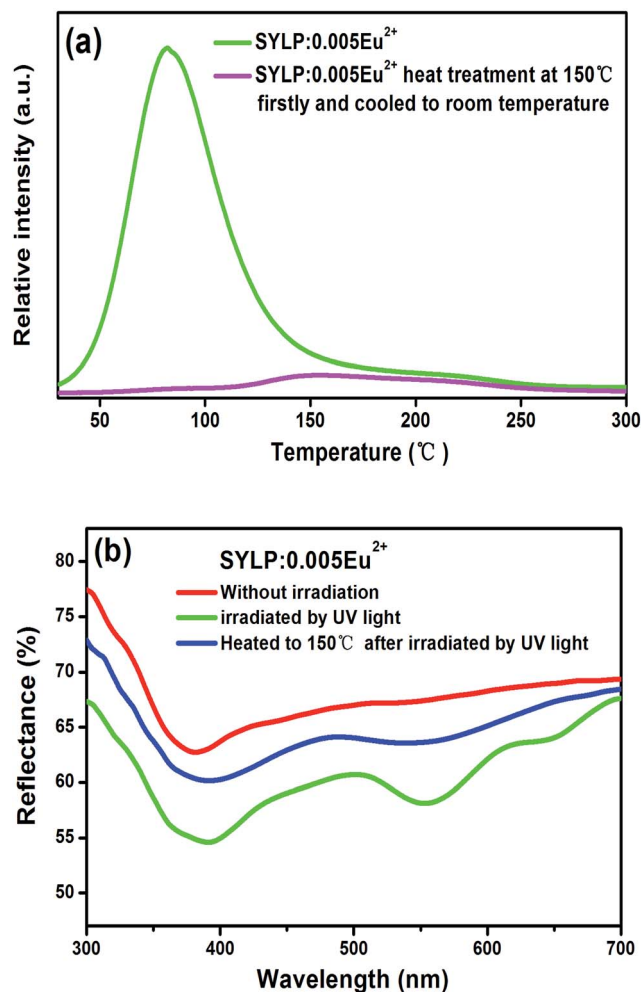 (a)
SYLP:0.005Eu²⁺
SYLP:0.005Eu²⁺ heat treatment at 150℃
firstly and cooled to room temperature
Relative intensity (a.u.)
50 100 150 200 250 300
Temperature (℃ )
(b)
SYLP:0.005Eu²⁺
Without irradiation
irradiated by UV light
Heated to 150℃ after irradiated by UV light
Reflectance (%)
80
75
70
65
60
55
50
300 400 500 600 700
Wavelength (nm)